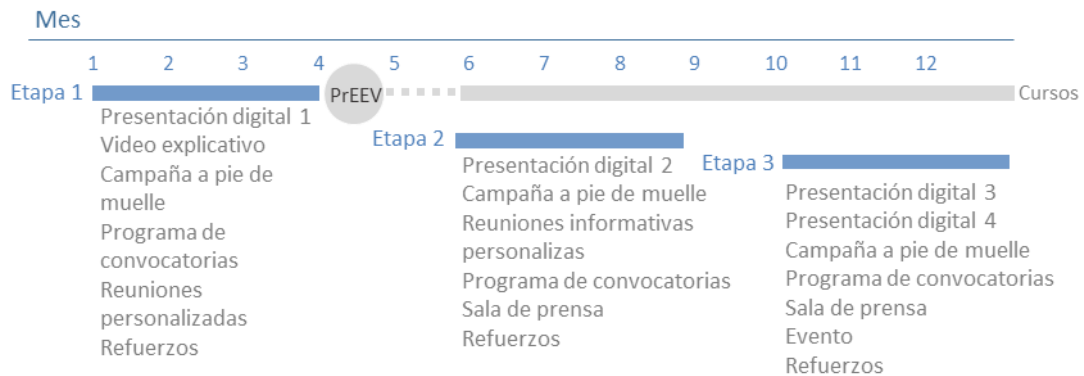 Mes
1 2 3 4 5 6 7 8 9 10 11 12
Etapa 1
PrEEV
Cursos
Presentación digital 1
Video explicativo
Campaña a pie de
muelle
Programa de
convocatorias
Reuniones
personalizadas
Refuerzos
Etapa 2
Presentación digital 2
Campaña a pie de muelle
Reuniones informativas
personalizas
Programa de convocatorias
Sala de prensa
Refuerzos
Etapa 3
Presentación digital 3
Presentación digital 4
Campaña a pie de muelle
Programa de convocatorias
Sala de prensa
Evento
Refuerzos